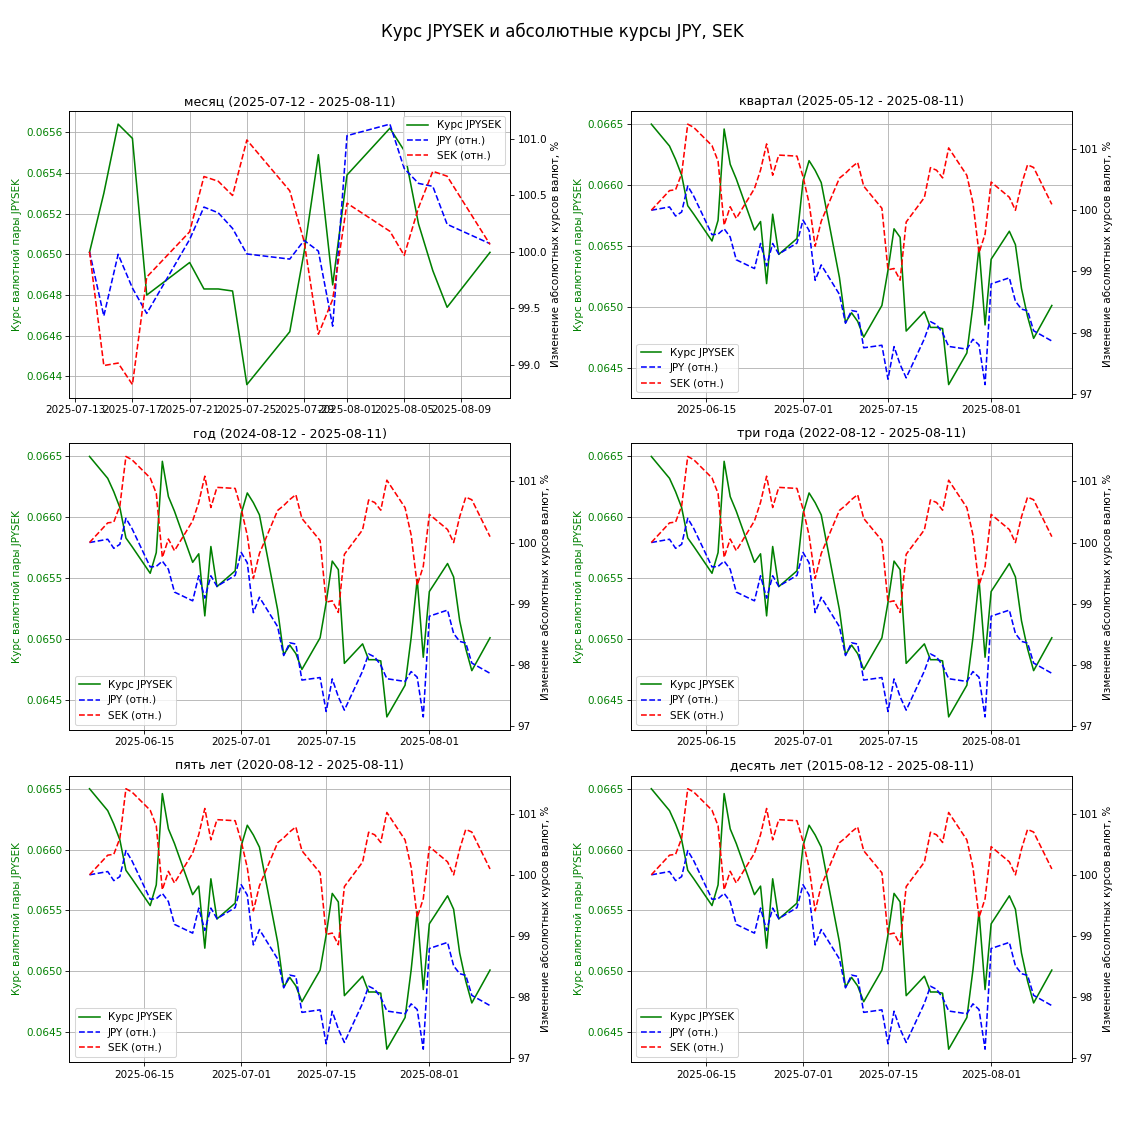 Курс JPYSEK и абсолютные курсы JPY, SEK
месяц (2025-07-12 - 2025-08-11)
Курс валютной пары JPYSEK
0.0656
0.0654
0.0652
0.0650
0.0648
0.0646
0.0644
Курс JPYSEK
JPY (отн.)
SEK (отн.)
101.0
100.5
100.0
99.5
99.0
Изменение абсолютных курсов валют, %
2025-07-13
2025-07-17
2025-07-21
2025-07-25
2025-07-29
2025-08-01
2025-08-05
2025-08-09
квартал (2025-05-12 - 2025-08-11)
Курс валютной пары JPYSEK
0.0665
0.0660
0.0655
0.0650
0.0645
Курс JPYSEK
JPY (отн.)
SEK (отн.)
101
100
99
98
97
Изменение абсолютных курсов валют, %
2025-06-15
2025-07-01
2025-07-15
2025-08-01
год (2024-08-12 - 2025-08-11)
Курс валютной пары JPYSEK
0.0665
0.0660
0.0655
0.0650
0.0645
Курс JPYSEK
JPY (отн.)
SEK (отн.)
101
100
99
98
97
Изменение абсолютных курсов валют, %
2025-06-15
2025-07-01
2025-07-15
2025-08-01
три года (2022-08-12 - 2025-08-11)
Курс валютной пары JPYSEK
0.0665
0.0660
0.0655
0.0650
0.0645
Курс JPYSEK
JPY (отн.)
SEK (отн.)
101
100
99
98
97
Изменение абсолютных курсов валют, %
2025-06-15
2025-07-01
2025-07-15
2025-08-01
пять лет (2020-08-12 - 2025-08-11)
Курс валютной пары JPYSEK
0.0665
0.0660
0.0655
0.0650
0.0645
Курс JPYSEK
JPY (отн.)
SEK (отн.)
101
100
99
98
97
Изменение абсолютных курсов валют, %
2025-06-15
2025-07-01
2025-07-15
2025-08-01
десять лет (2015-08-12 - 2025-08-11)
Курс валютной пары JPYSEK
0.0665
0.0660
0.0655
0.0650
0.0645
Курс JPYSEK
JPY (отн.)
SEK (отн.)
101
100
99
98
97
Изменение абсолютных курсов валют, %
2025-06-15
2025-07-01
2025-07-15
2025-08-01